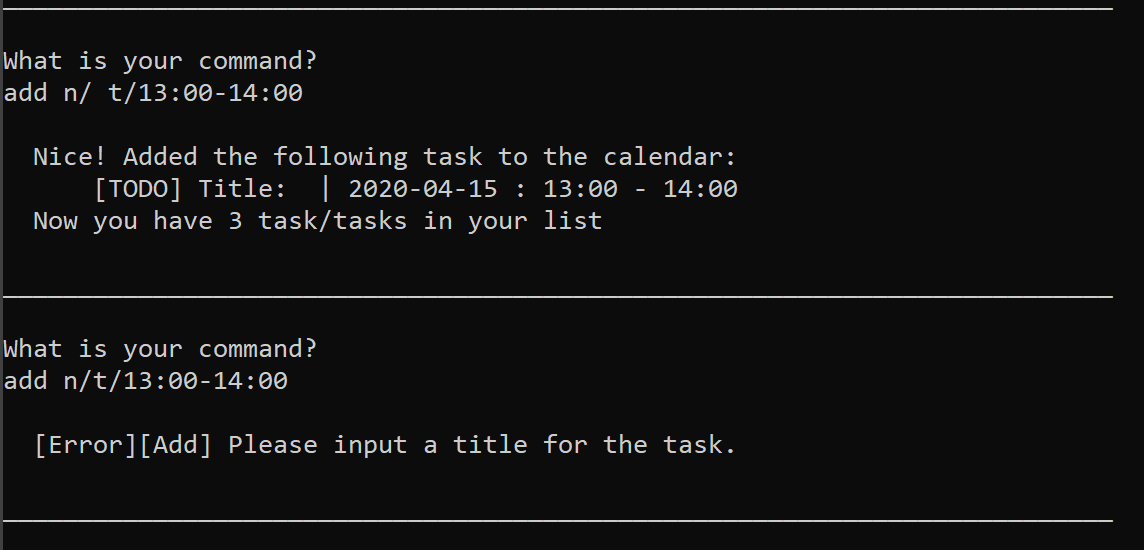 What is your command?
add n/ t/13:00-14:00
Nice! Added the following task to the calendar:
[TODO] Title:  | 2020-04-15 : 13:00 - 14:00
Now you have 3 task/tasks in your list
What is your command?
add n/t/13:00-14:00
[Error][Add] Please input a title for the task.